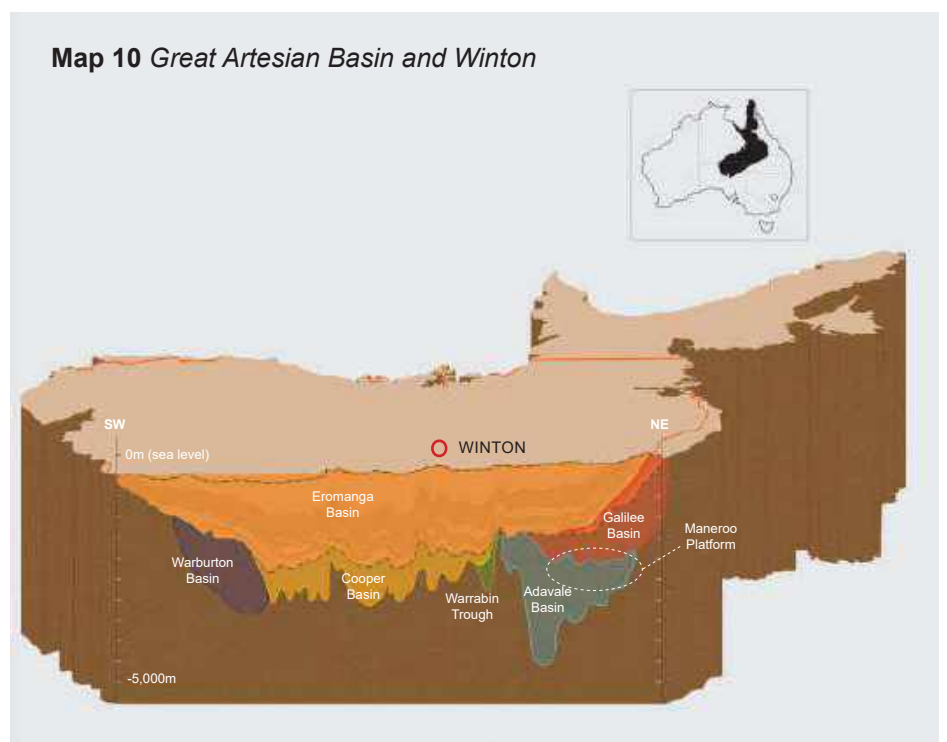 Map 10 Great Artesian Basin and Winton
SW
NE
0m (sea level)
WINTON
Eromanga
Basin
Galilee
Basin
Maneroo
Platform
Warburton
Basin
Cooper
Basin
Warrabin
Trough
Adavale
Basin
-5,000m